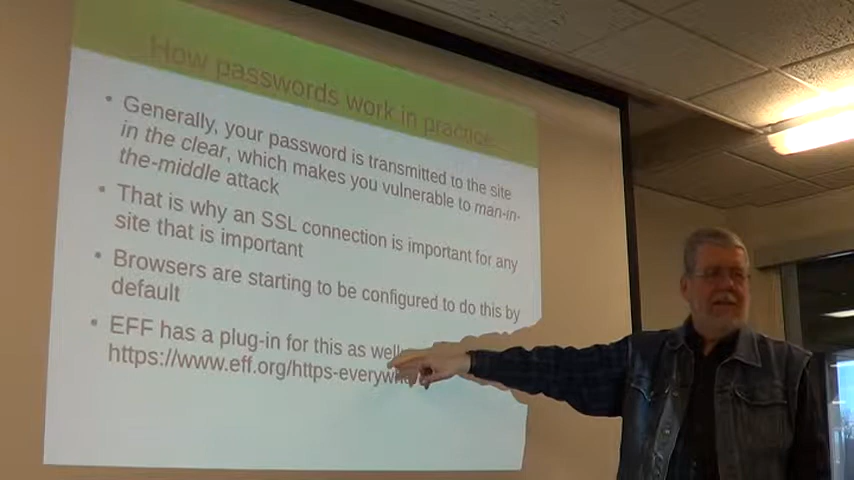 How passwords work in practice
• Generally, your password is transmitted to the site
in the clear, which makes you vulnerable to man-in-
the-middle attack
• That is why an SSL connection is important for any
site that is important
• Browsers are starting to be configured to do this by
default
• EFF has a plug-in for this as well
https://www.eff.org/https-everywh